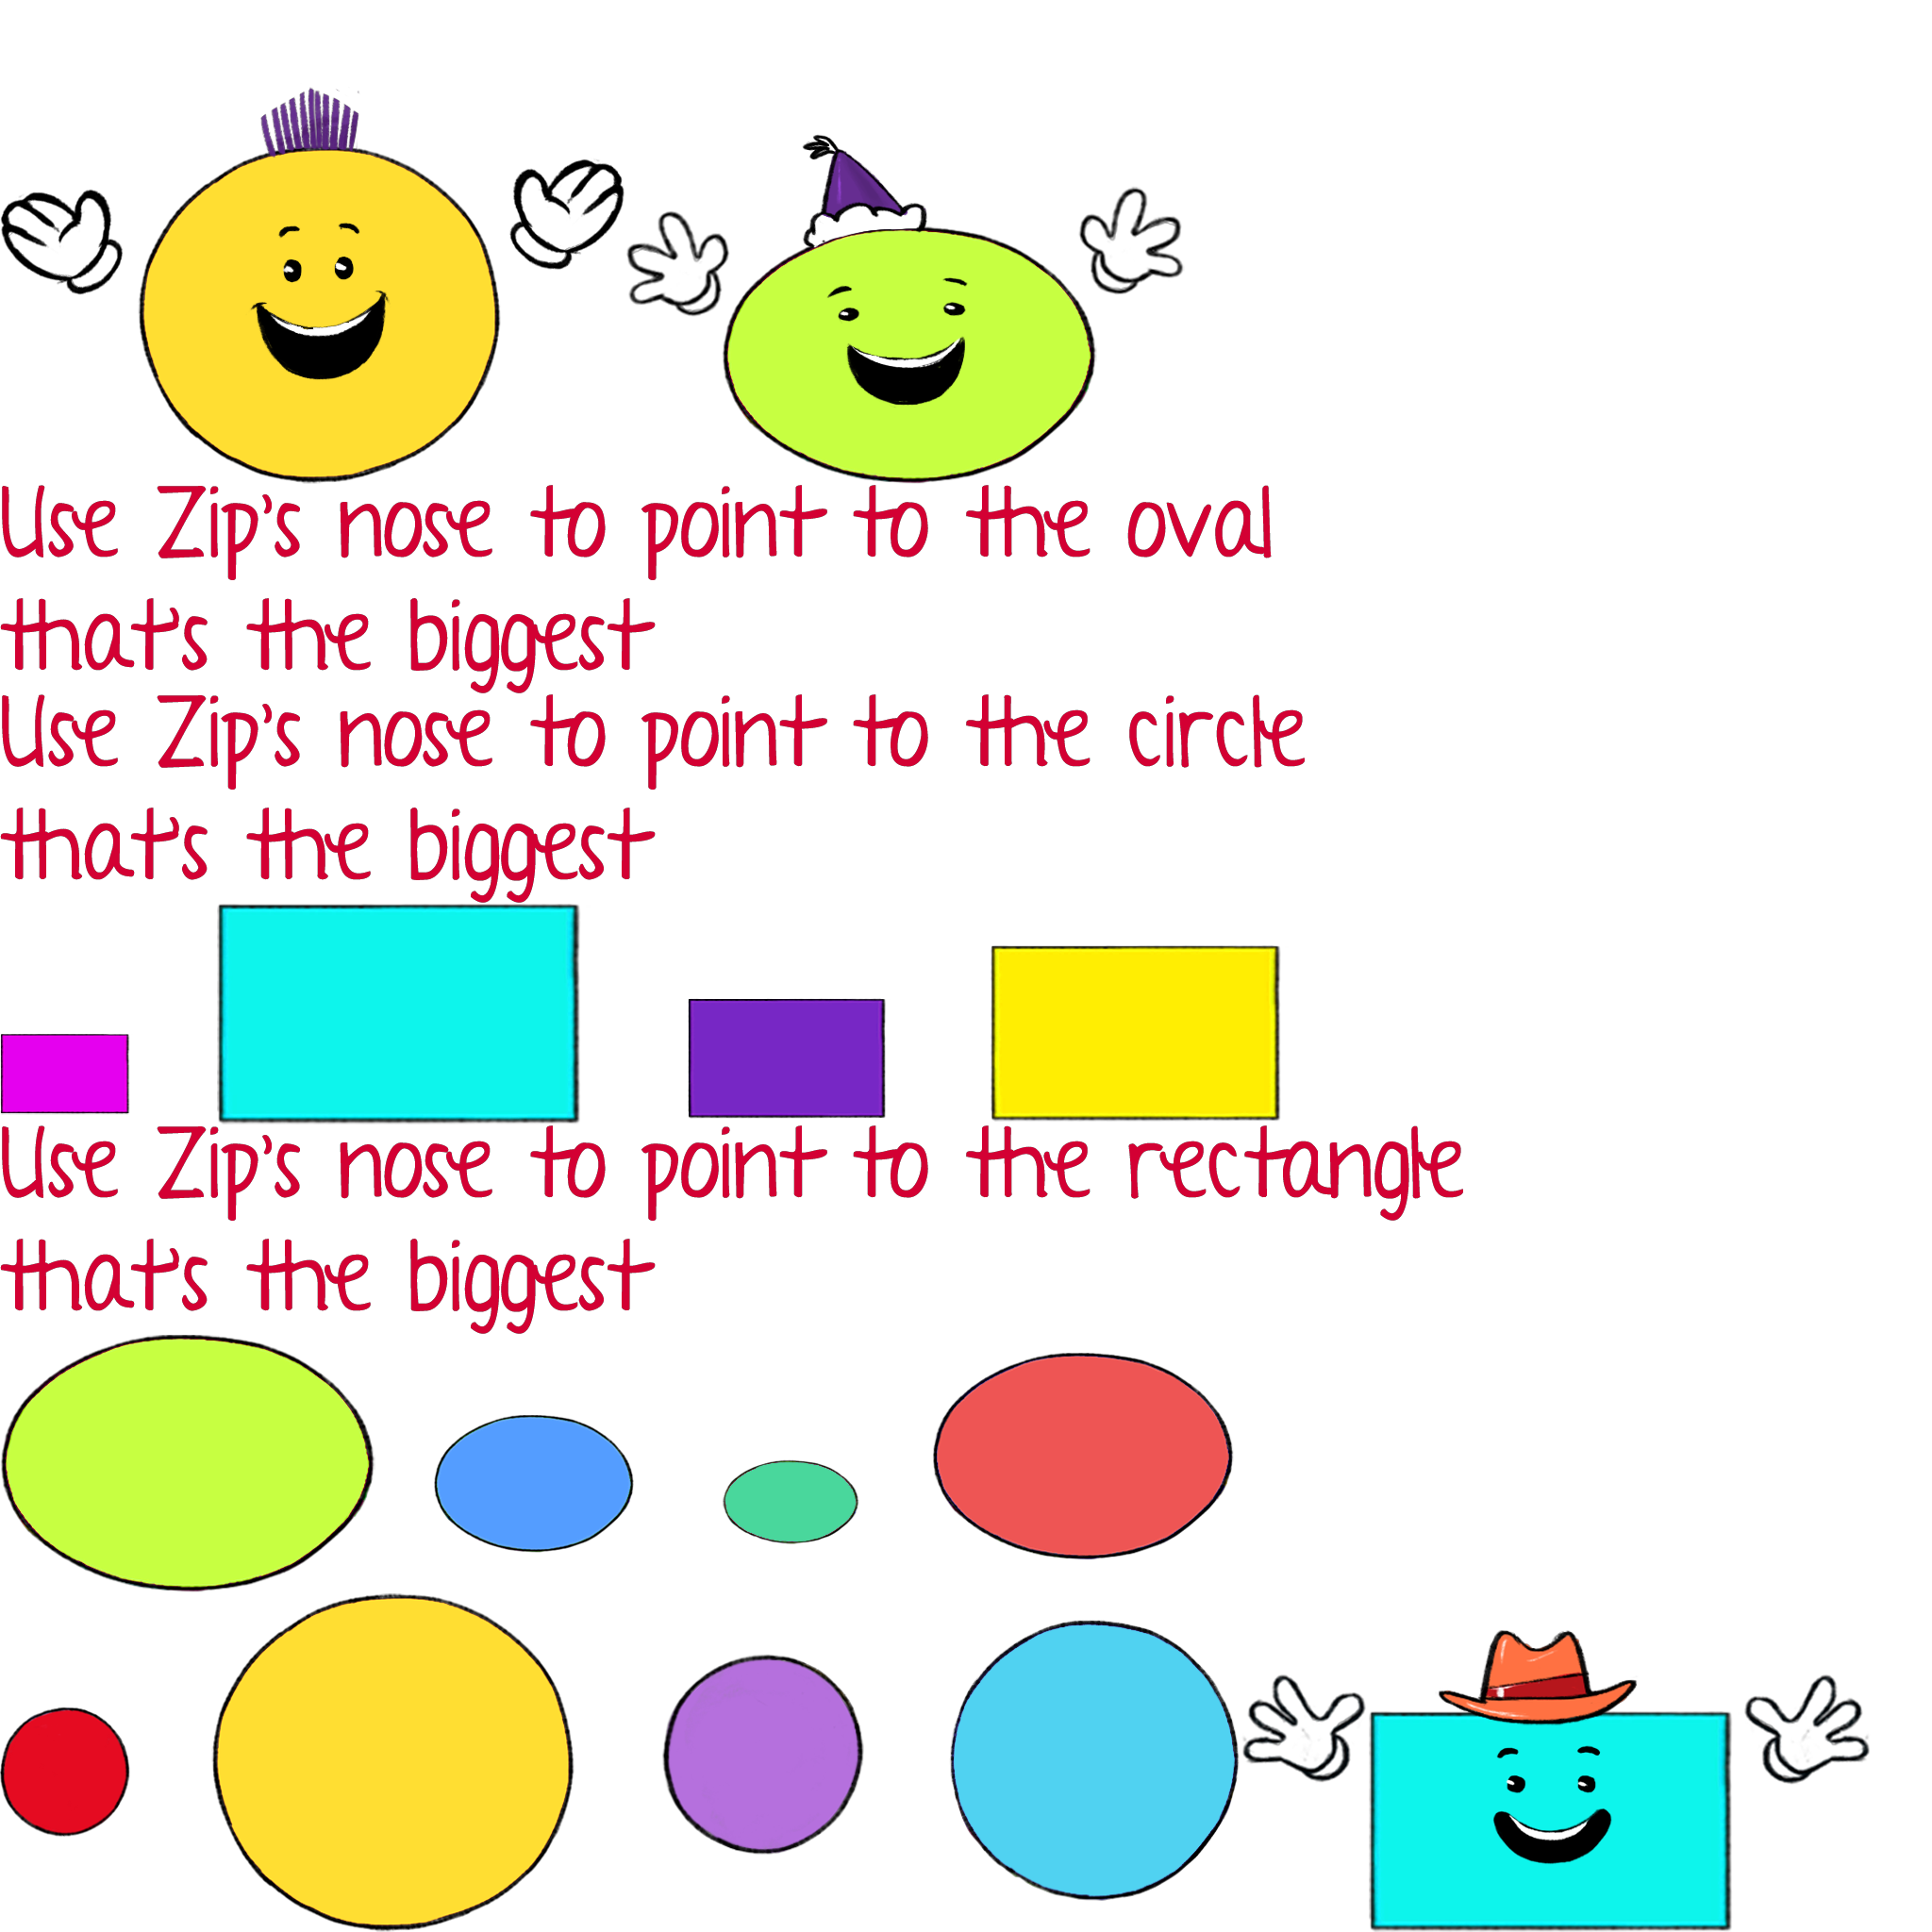 Use Zip's nose to point to the oval
that's the biggest
Use Zip's nose to point to the circle
that's the biggest
Use Zip's nose to point to the rectangle
that's the biggest